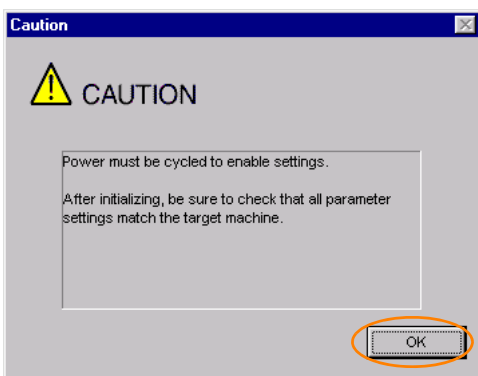 Caution
CAUTION
Power must be cycled to enable settings.
After initializing, be sure to check that all parameter
settings match the target machine.
OK